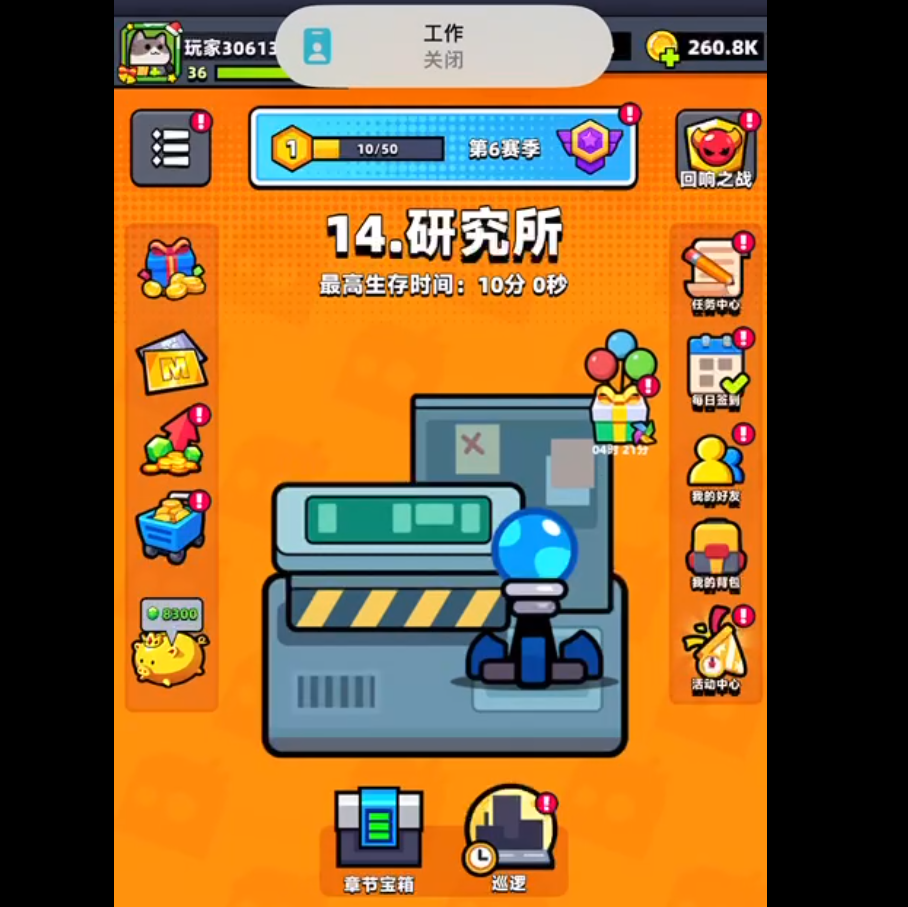 工作
关闭
玩家30613
36
260.8K
1
10/50
第6赛季
回响之战
14.研究所
最高生存时间：10分 0秒
任务中心
每日签到
04时 21分
M
我的好友
我的背包
8300
活动中心
章节宝箱
巡逻